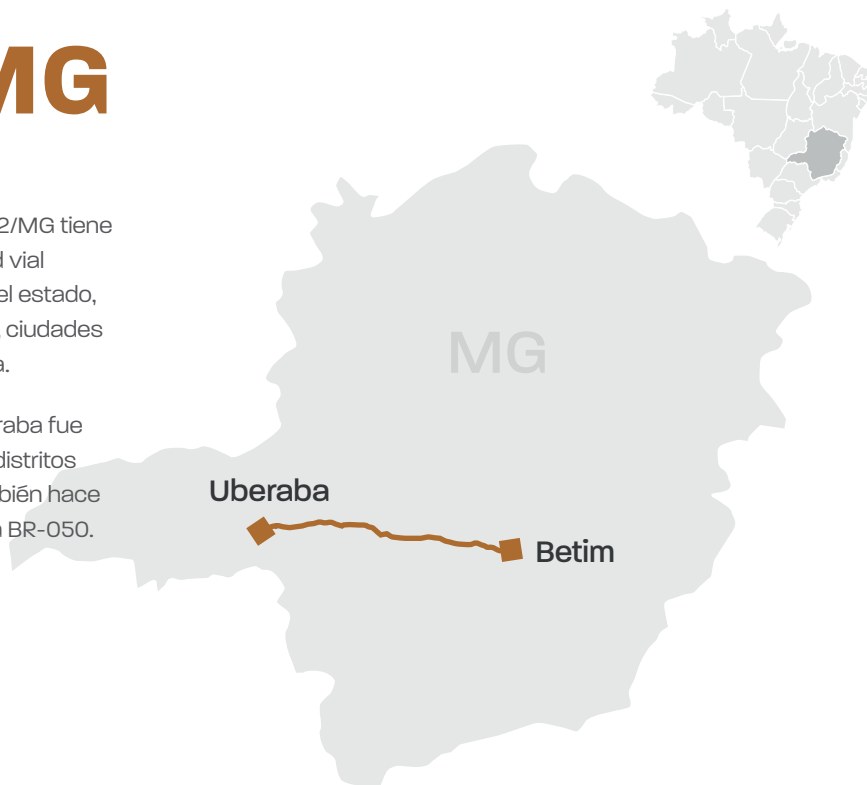 MG
2/MG tiene
d vial
el estado,
, ciudades
a.
raba fue
distritos
bién hace
a BR-050.
MG
Uberaba
Betim